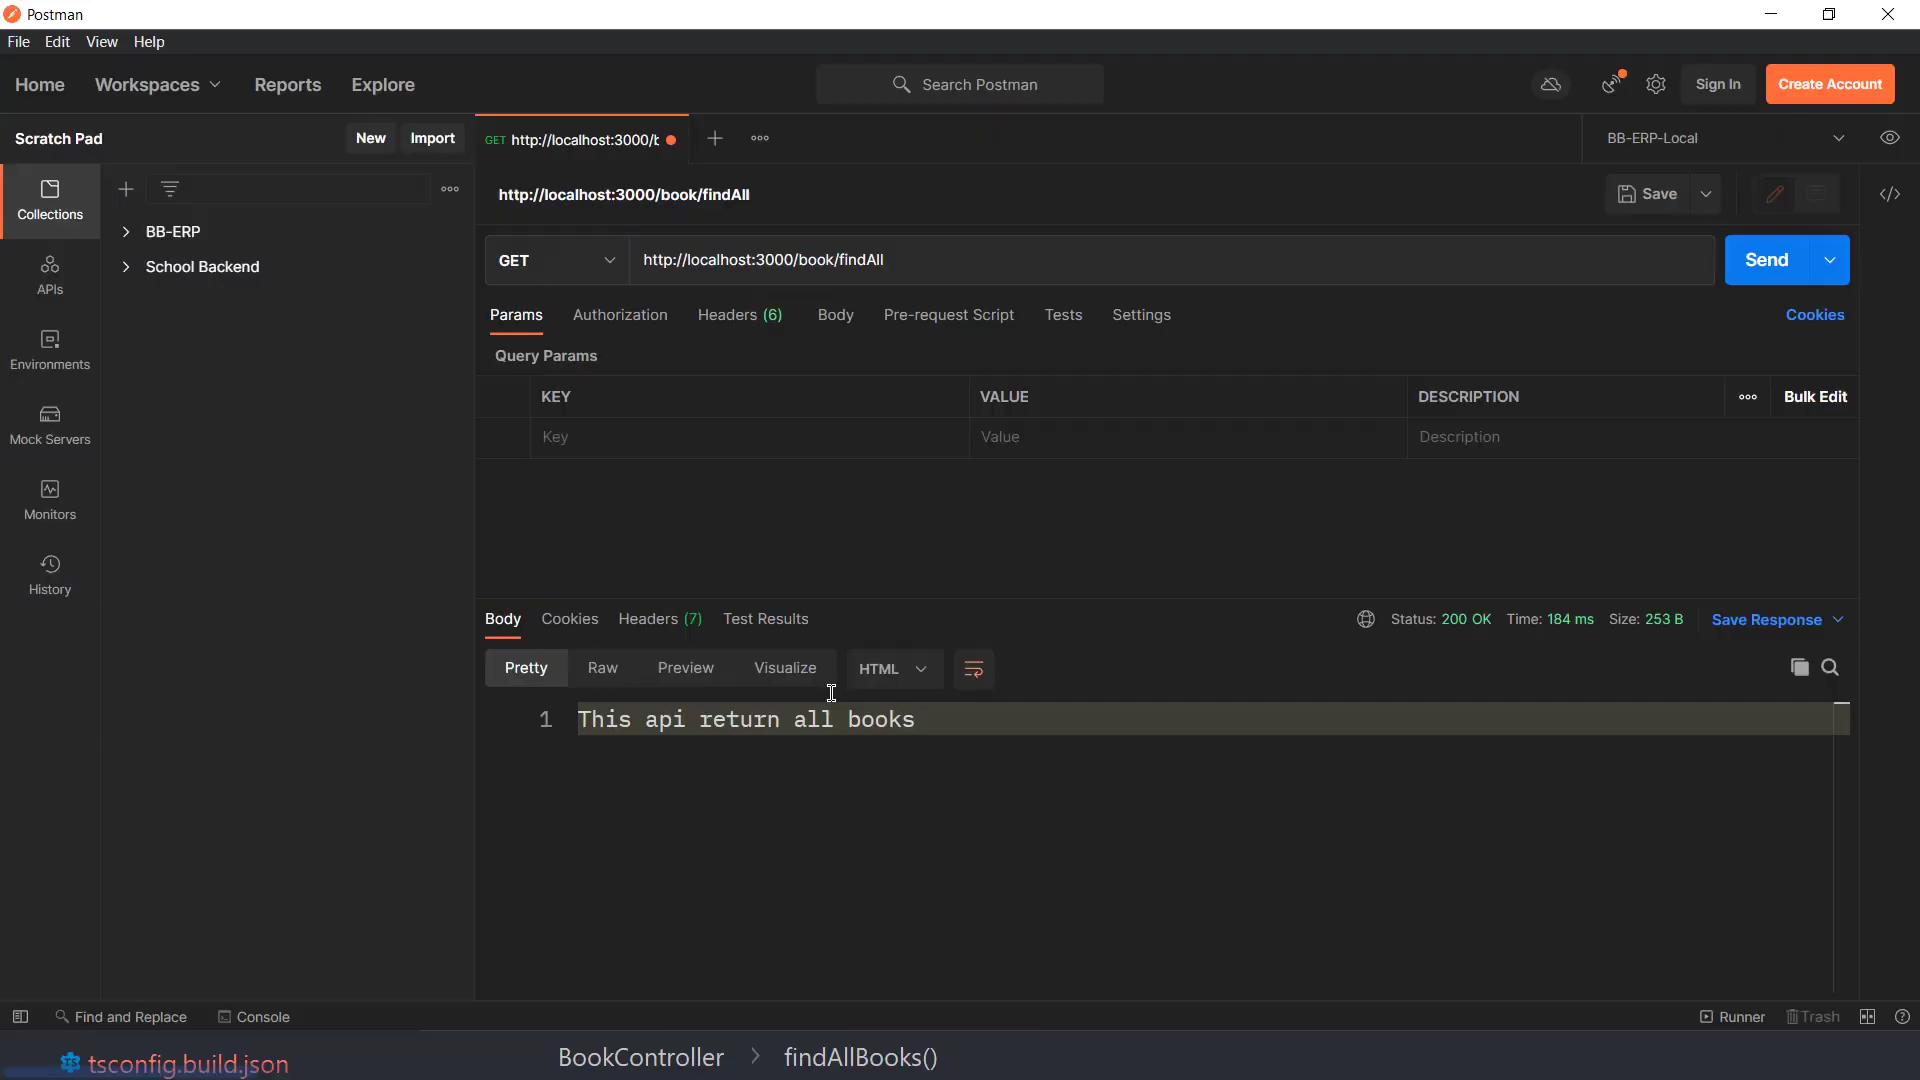 Postman
File Edit View Help
Home Workspaces Reports Explore Search Postman Sign In Create Account
Scratch Pad New Import GET http://localhost:3000/b BB-ERP-Local
http://localhost:3000/book/findAll Save
Collections
BB-ERP
School Backend
GET http://localhost:3000/book/findAll Send
APIs
Params Authorization Headers (6) Body Pre-request Script Tests Settings Cookies
Query Params
Environments
KEY VALUE DESCRIPTION Bulk Edit
Key Value Description
Mock Servers
Monitors
History
Body Cookies Headers (7) Test Results Status: 200 OK Time: 184 ms Size: 253 B Save Response
Pretty Raw Preview Visualize HTML
1 This api return all books
Find and Replace Console Runner Trash
TS tsconfig.build.json BookController > findAllBooks()